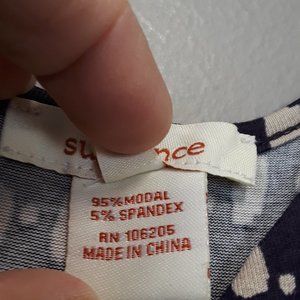 95% MODAL
5% SPANDEX
RN 106205
MADE IN CHINA